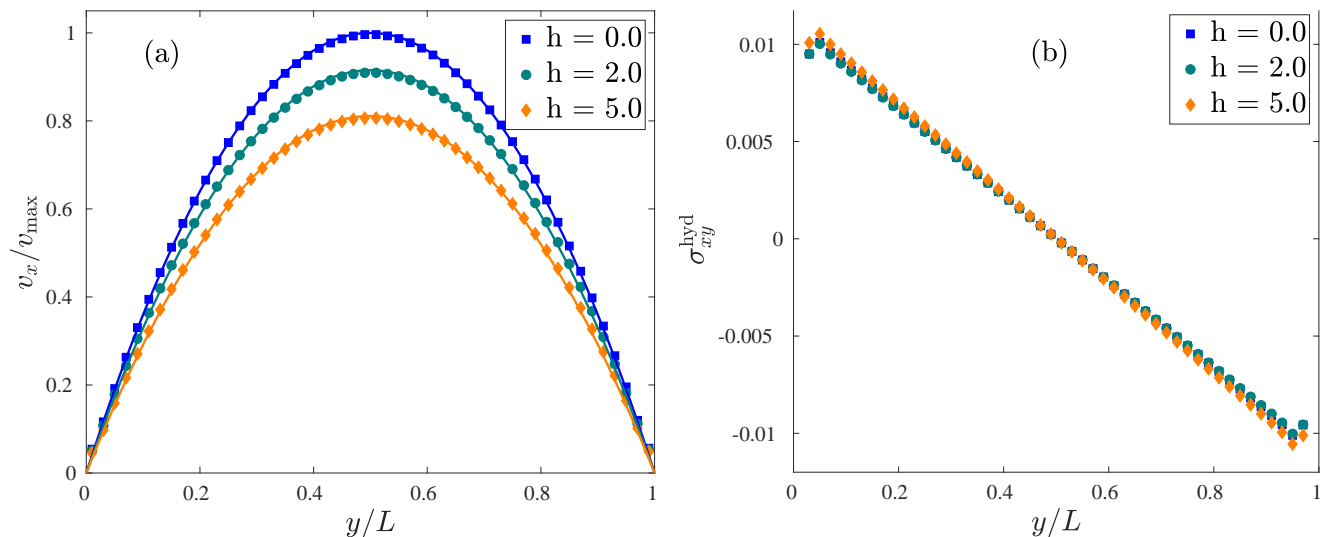 (a)
h = 0.0
h = 2.0
h = 5.0
1
0.8
0.6
0.4
0.2
0
v_x/v_max
0 0.2 0.4 0.6 0.8 1
y/L
(b)
h = 0.0
h = 2.0
h = 5.0
0.01
0.005
0
-0.005
-0.01
σ_xy^hyd
0 0.2 0.4 0.6 0.8 1
y/L